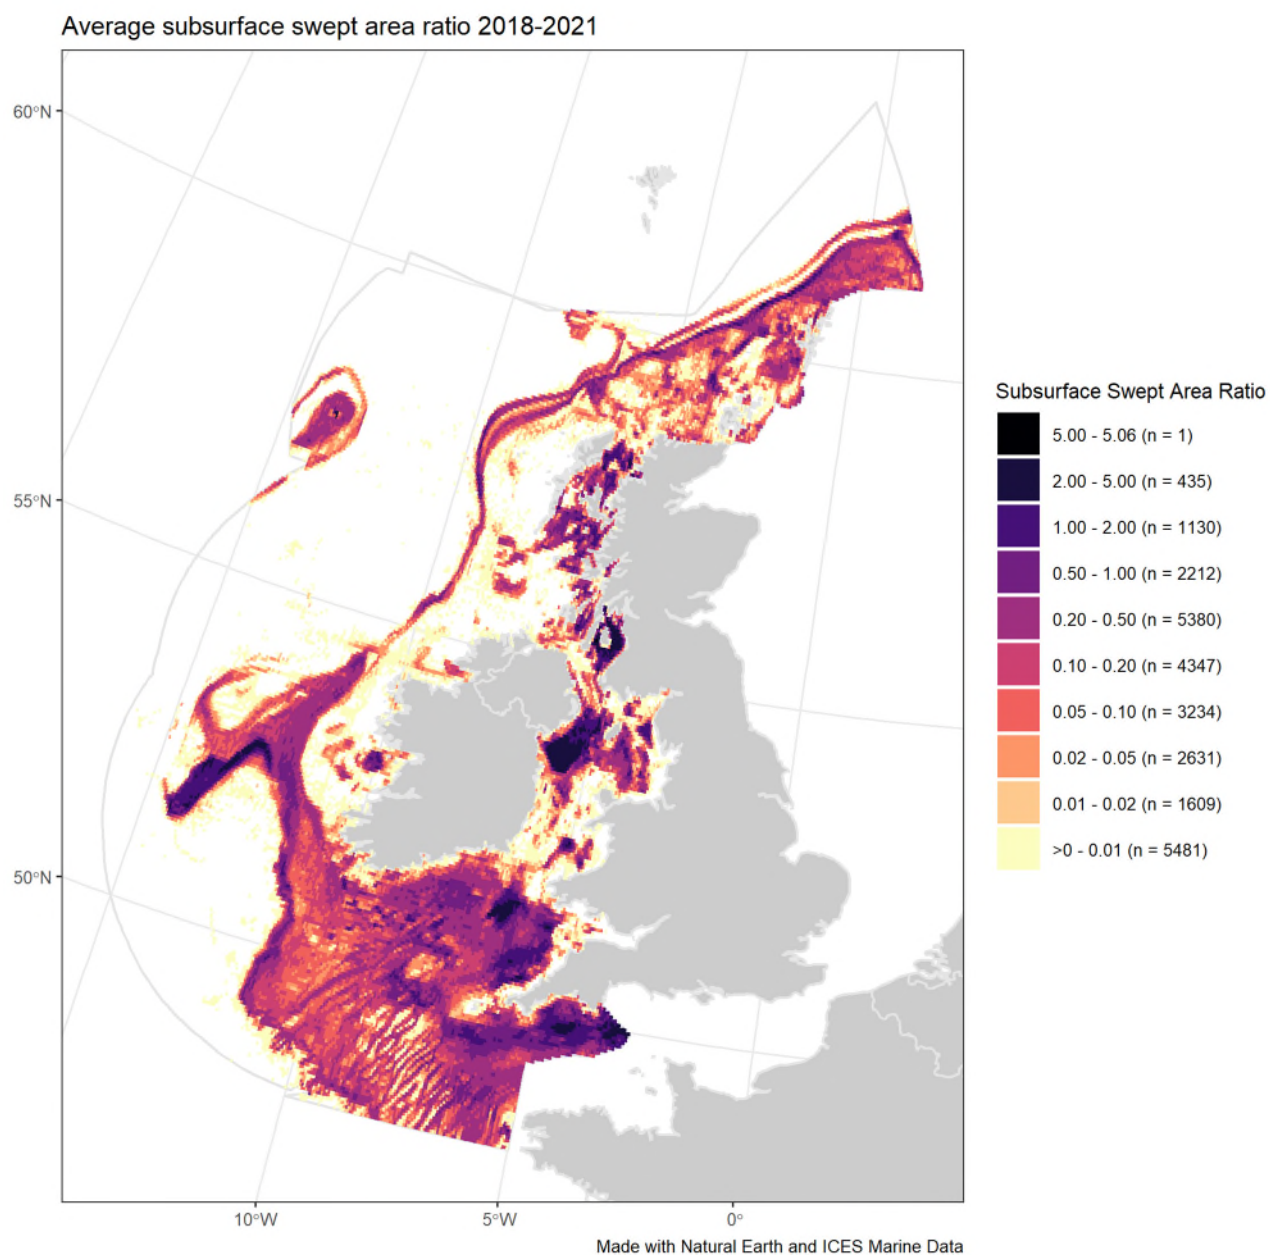 Average subsurface swept area ratio 2018-2021
60°N
55°N
50°N
10°W
5°W
0°
Subsurface Swept Area Ratio
5.00 - 5.06 (n = 1)
2.00 - 5.00 (n = 435)
1.00 - 2.00 (n = 1130)
0.50 - 1.00 (n = 2212)
0.20 - 0.50 (n = 5380)
0.10 - 0.20 (n = 4347)
0.05 - 0.10 (n = 3234)
0.02 - 0.05 (n = 2631)
0.01 - 0.02 (n = 1609)
>0 - 0.01 (n = 5481)
Made with Natural Earth and ICES Marine Data